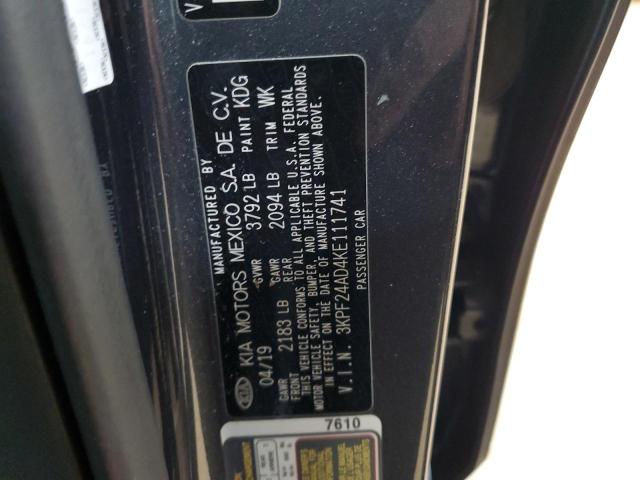 MANUFACTURED BY
KIA KIA MOTORS MEXICO S.A. DE C.V.
04/19 GVWR 3792 LB PAINT KDG
GAWR FRONT 2183 LB GAWR REAR 2094 LB TRIM WK
THIS VEHICLE CONFORMS TO ALL APPLICABLE U.S.A. FEDERAL
MOTOR VEHICLE SAFETY, BUMPER, AND THEFT PREVENTION STANDARDS
IN EFFECT ON THE DATE OF MANUFACTURE SHOWN ABOVE.
V.I.N. 3KPF24AD4KE111741
PASSENGER CAR
7610
V